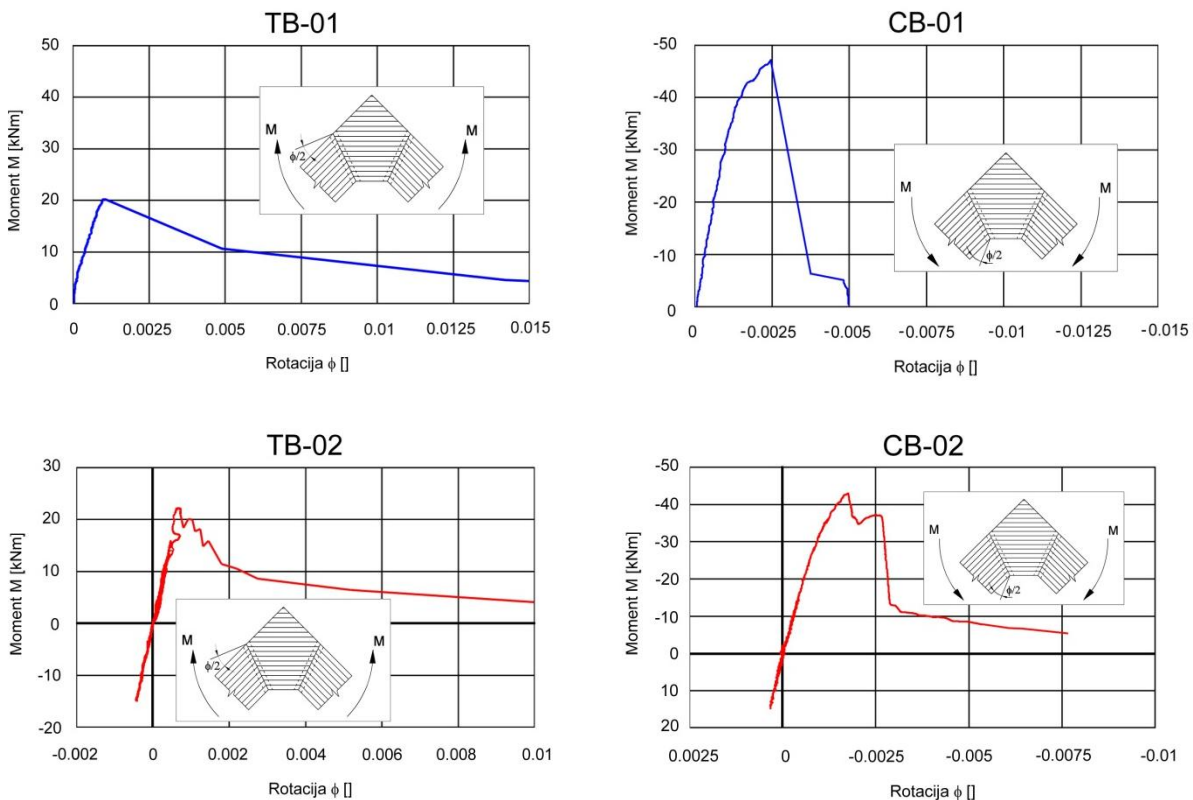 TB-01
Moment M [kNm]
50
40
30
20
10
0
0 0.0025 0.005 0.01 0.0125 0.015
Rotacija ϕ []
M M
ϕ/2
CB-01
Moment M [kNm]
-50
-40
-30
-20
-10
0
0 -0.0025 -0.005 -0.0075 -0.01 -0.0125 -0.015
Rotacija ϕ []
M M
ϕ/2
TB-02
Moment M [kNm]
30
20
10
0
-10
-20
-0.002 0 0.002 0.004 0.006 0.008 0.01
Rotacija ϕ []
M M
ϕ/2
CB-02
Moment M [kNm]
-50
-40
-30
-20
-10
0
10
20
0.0025 0 -0.0025 -0.005 -0.0075 -0.01
Rotacija ϕ []
M M
ϕ/2